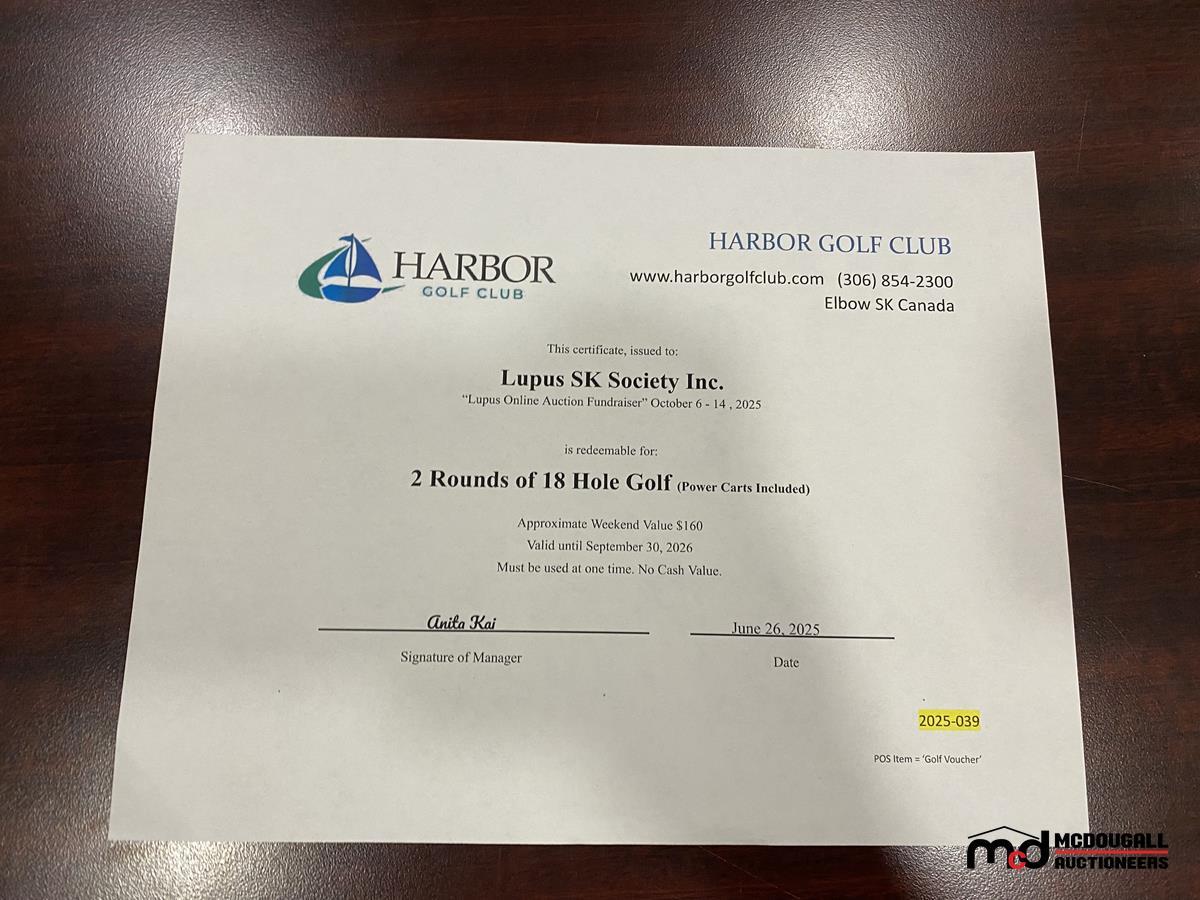 HARBOR
GOLF CLUB
HARBOR GOLF CLUB
www.harborgolfclub.com (306) 854-2300
Elbow SK Canada
This certificate, issued to:
Lupus SK Society Inc.
“Lupus Online Auction Fundraiser” October 6 - 14 , 2025
is redeemable for:
2 Rounds of 18 Hole Golf (Power Carts Included)
Approximate Weekend Value $160
Valid until September 30, 2026
Must be used at one time. No Cash Value.
Anita Kai
June 26, 2025
Signature of Manager
Date
2025-039
POS Item = ‘Golf Voucher’
mcd MCDOUGALL
AUCTIONEERS